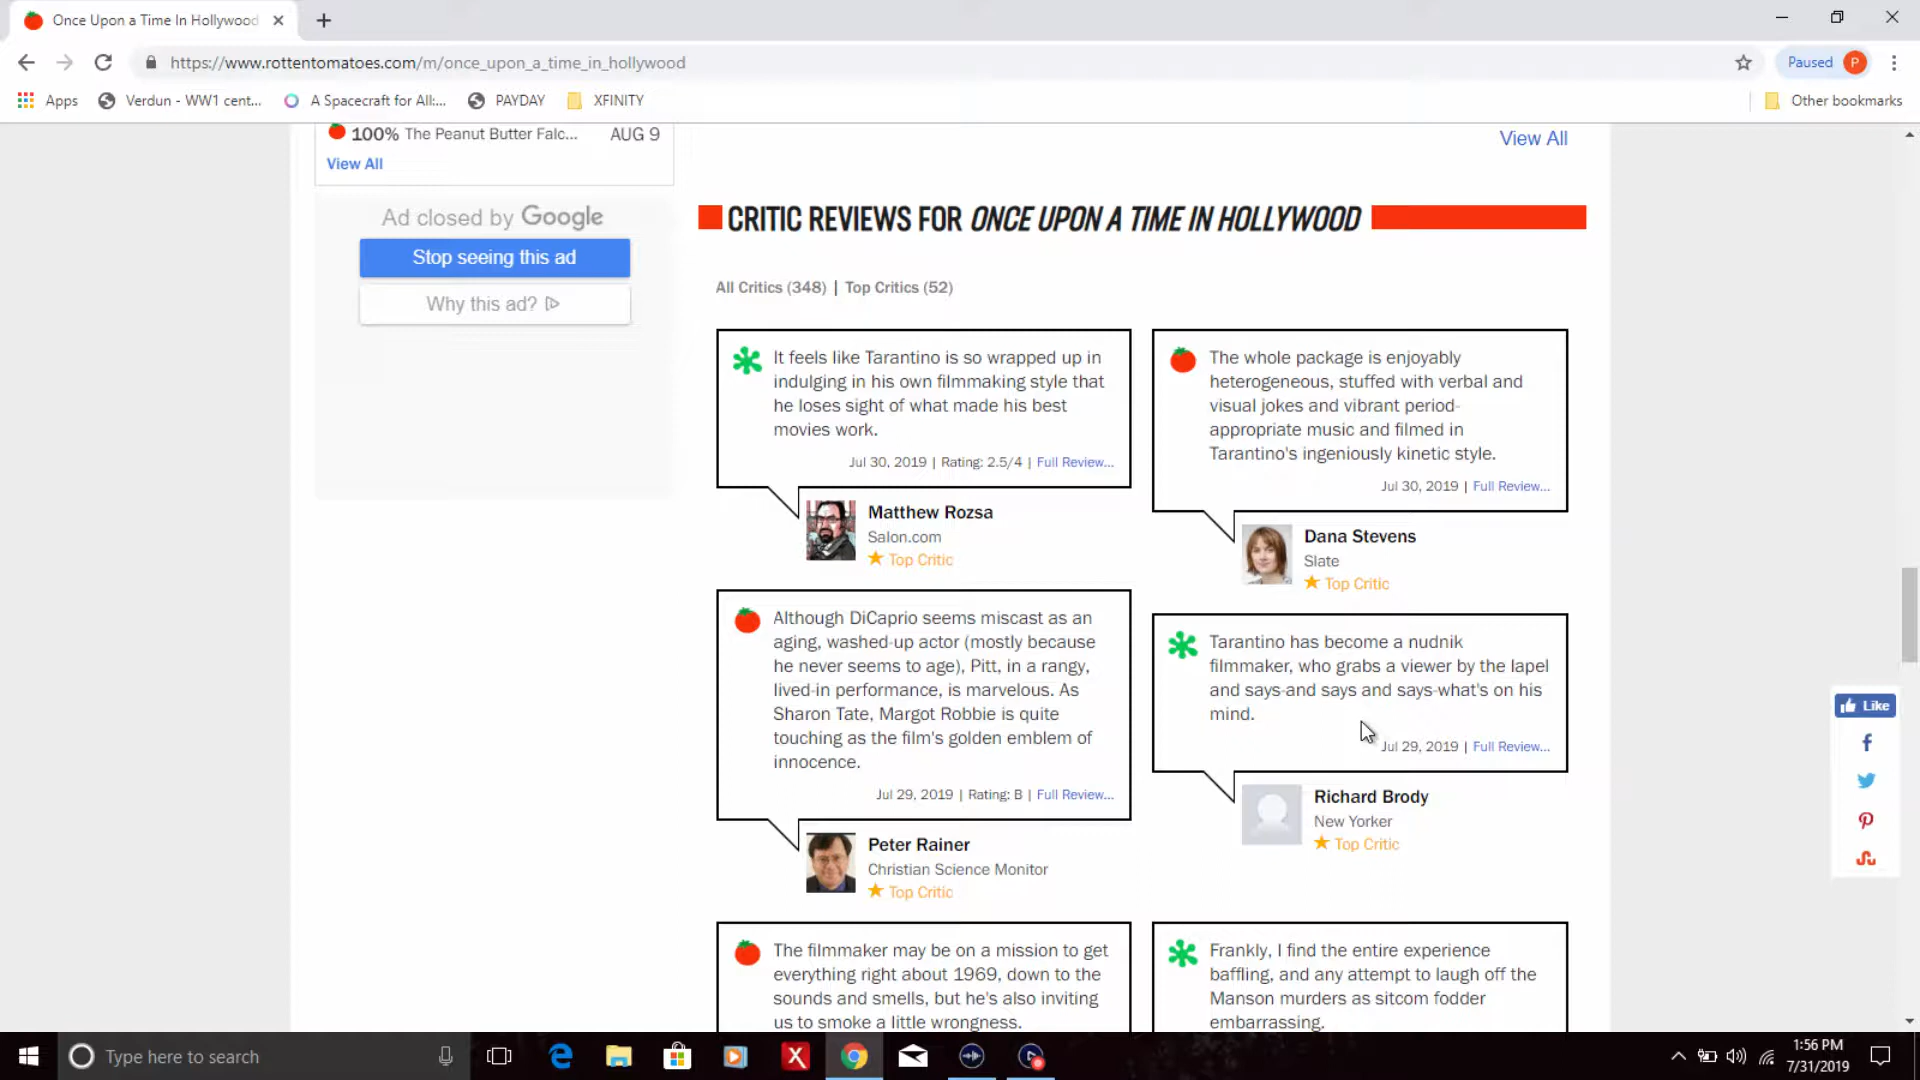 Once Upon a Time In Hollywood
https://www.rottentomatoes.com/m/once_upon_a_time_in_hollywood
Paused P
Apps Verdun - WW1 cent... A Spacecraft for All:... PAYDAY XFINITY Other bookmarks
100% The Peanut Butter Falc... AUG 9
View All
View All
Ad closed by Google
Stop seeing this ad
Why this ad?
CRITIC REVIEWS FOR ONCE UPON A TIME IN HOLLYWOOD
All Critics (348) | Top Critics (52)
It feels like Tarantino is so wrapped up in
indulging in his own filmmaking style that
he loses sight of what made his best
movies work.
Jul 30, 2019 | Rating: 2.5/4 | Full Review...
Matthew Rozsa
Salon.com
Top Critic
The whole package is enjoyably
heterogeneous, stuffed with verbal and
visual jokes and vibrant period-
appropriate music and filmed in
Tarantino's ingeniously kinetic style.
Jul 30, 2019 | Full Review...
Dana Stevens
Slate
Top Critic
Although DiCaprio seems miscast as an
aging, washed-up actor (mostly because
he never seems to age), Pitt, in a rangy,
lived-in performance, is marvelous. As
Sharon Tate, Margot Robbie is quite
touching as the film's golden emblem of
innocence.
Jul 29, 2019 | Rating: B | Full Review...
Peter Rainer
Christian Science Monitor
Top Critic
Tarantino has become a nudnik
filmmaker, who grabs a viewer by the lapel
and says-and says and says-what's on his
mind.
Jul 29, 2019 | Full Review...
Richard Brody
New Yorker
Top Critic
The filmmaker may be on a mission to get
everything right about 1969, down to the
sounds and smells, but he's also inviting
us to smoke a little wrongness.
Frankly, I find the entire experience
baffling, and any attempt to laugh off the
Manson murders as sitcom fodder
embarrassing.
Like
Type here to search
1:56 PM
7/31/2019